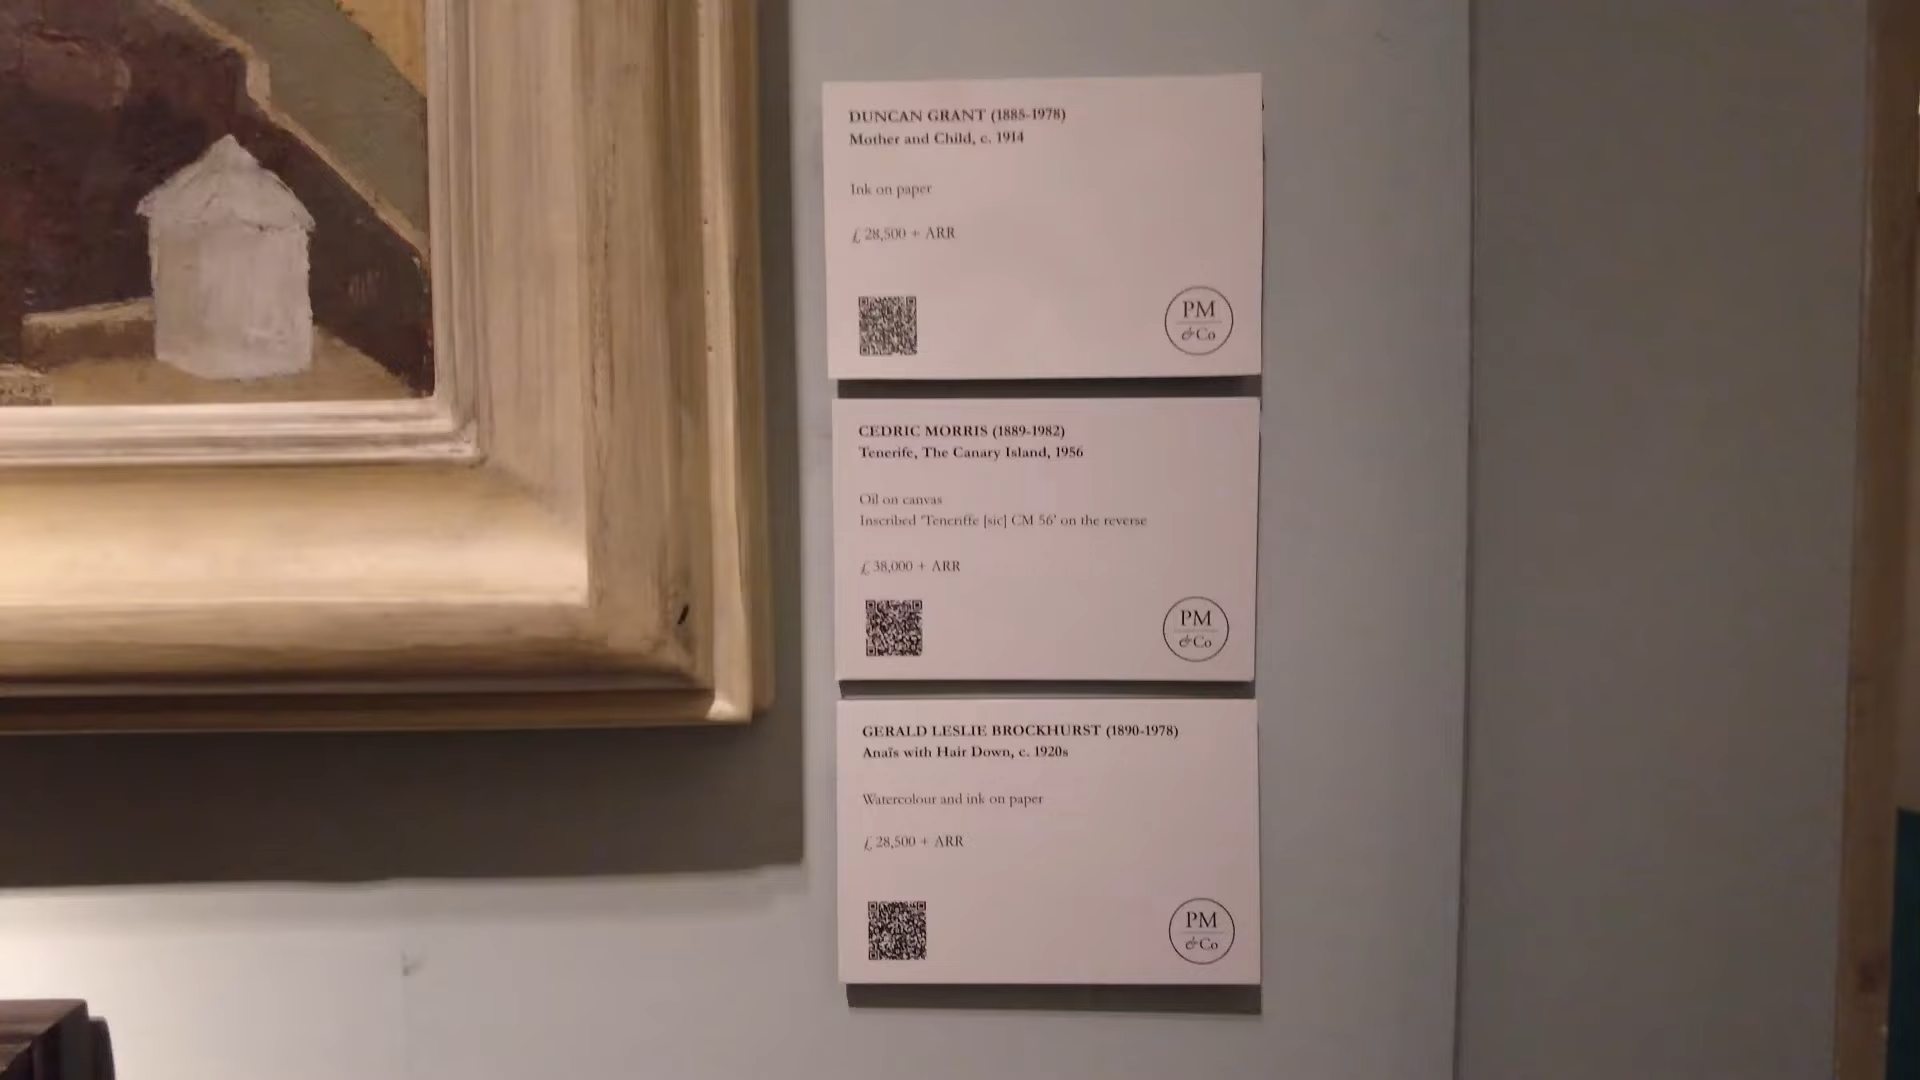 DUNCAN GRANT (1885-1978)
Mother and Child, c. 1914
Ink on paper
£ 28,500 + ARR
PM
& Co
CEDRIC MORRIS (1889-1982)
Tenerife, The Canary Island, 1956
Oil on canvas
Inscribed 'Teneriffe [sic] CM 56' on the reverse
£ 38,000 + ARR
PM
& Co
GERALD LESLIE BROCKHURST (1890-1978)
Anaïs with Hair Down, c. 1920s
Watercolour and ink on paper
£ 28,500 + ARR
PM
& Co